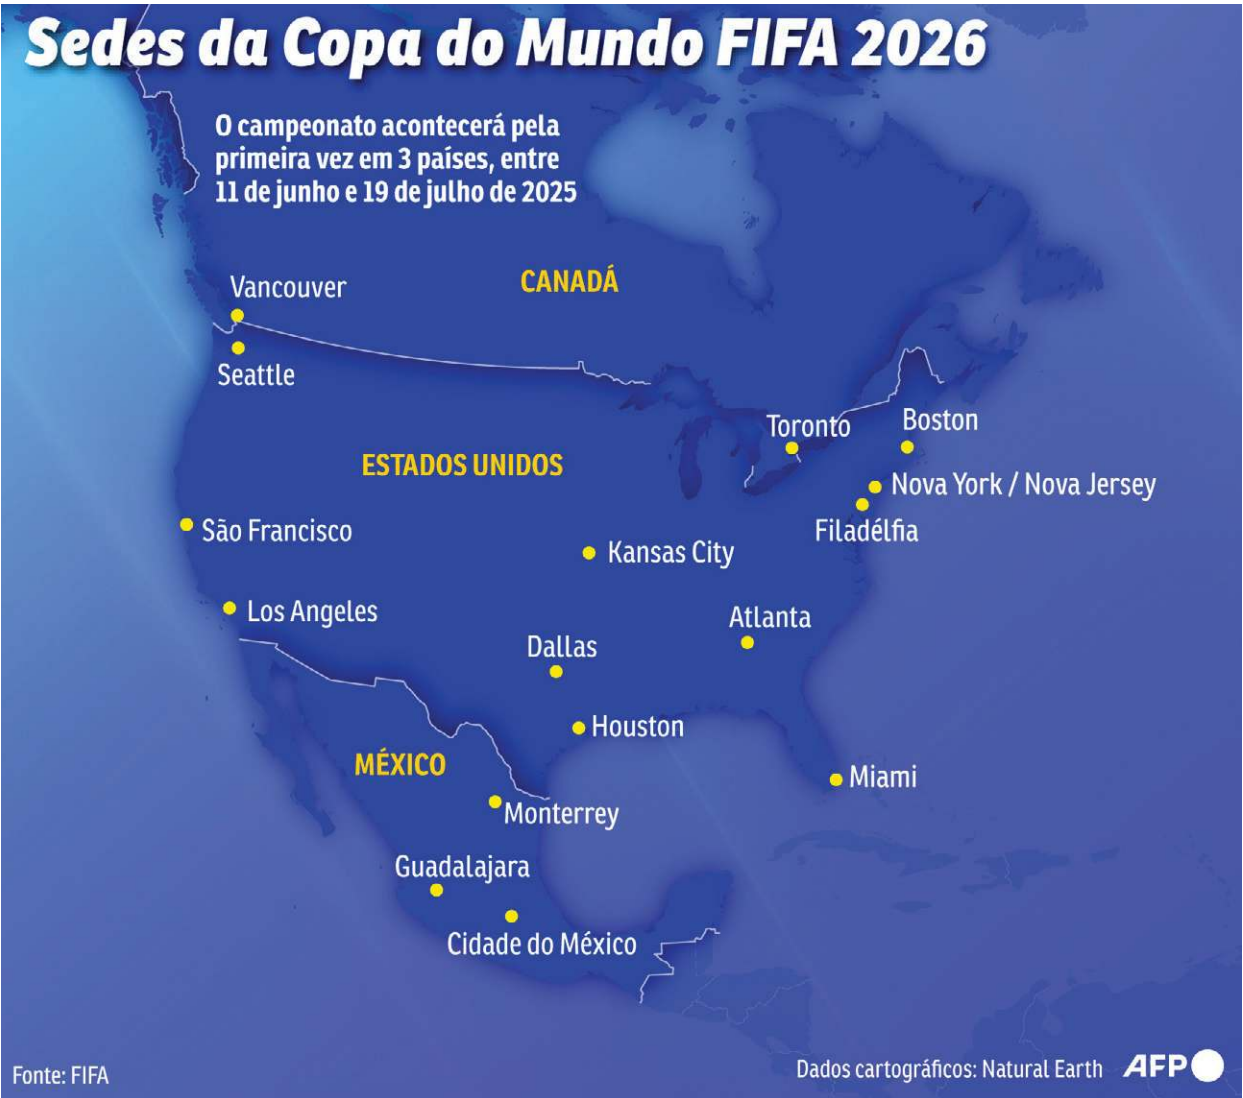 Sedes da Copa do Mundo FIFA 2026
O campeonato acontecerá pela
primeira vez em 3 países, entre
11 de junho e 19 de julho de 2025
CANADÁ
Vancouver
Seattle
Toronto
Boston
ESTADOS UNIDOS
Nova York / Nova Jersey
São Francisco
Filadélfia
Kansas City
Los Angeles
Atlanta
Dallas
Houston
MÉXICO
Miami
Monterrey
Guadalajara
Cidade do México
Fonte: FIFA
Dados cartográficos: Natural Earth AFP